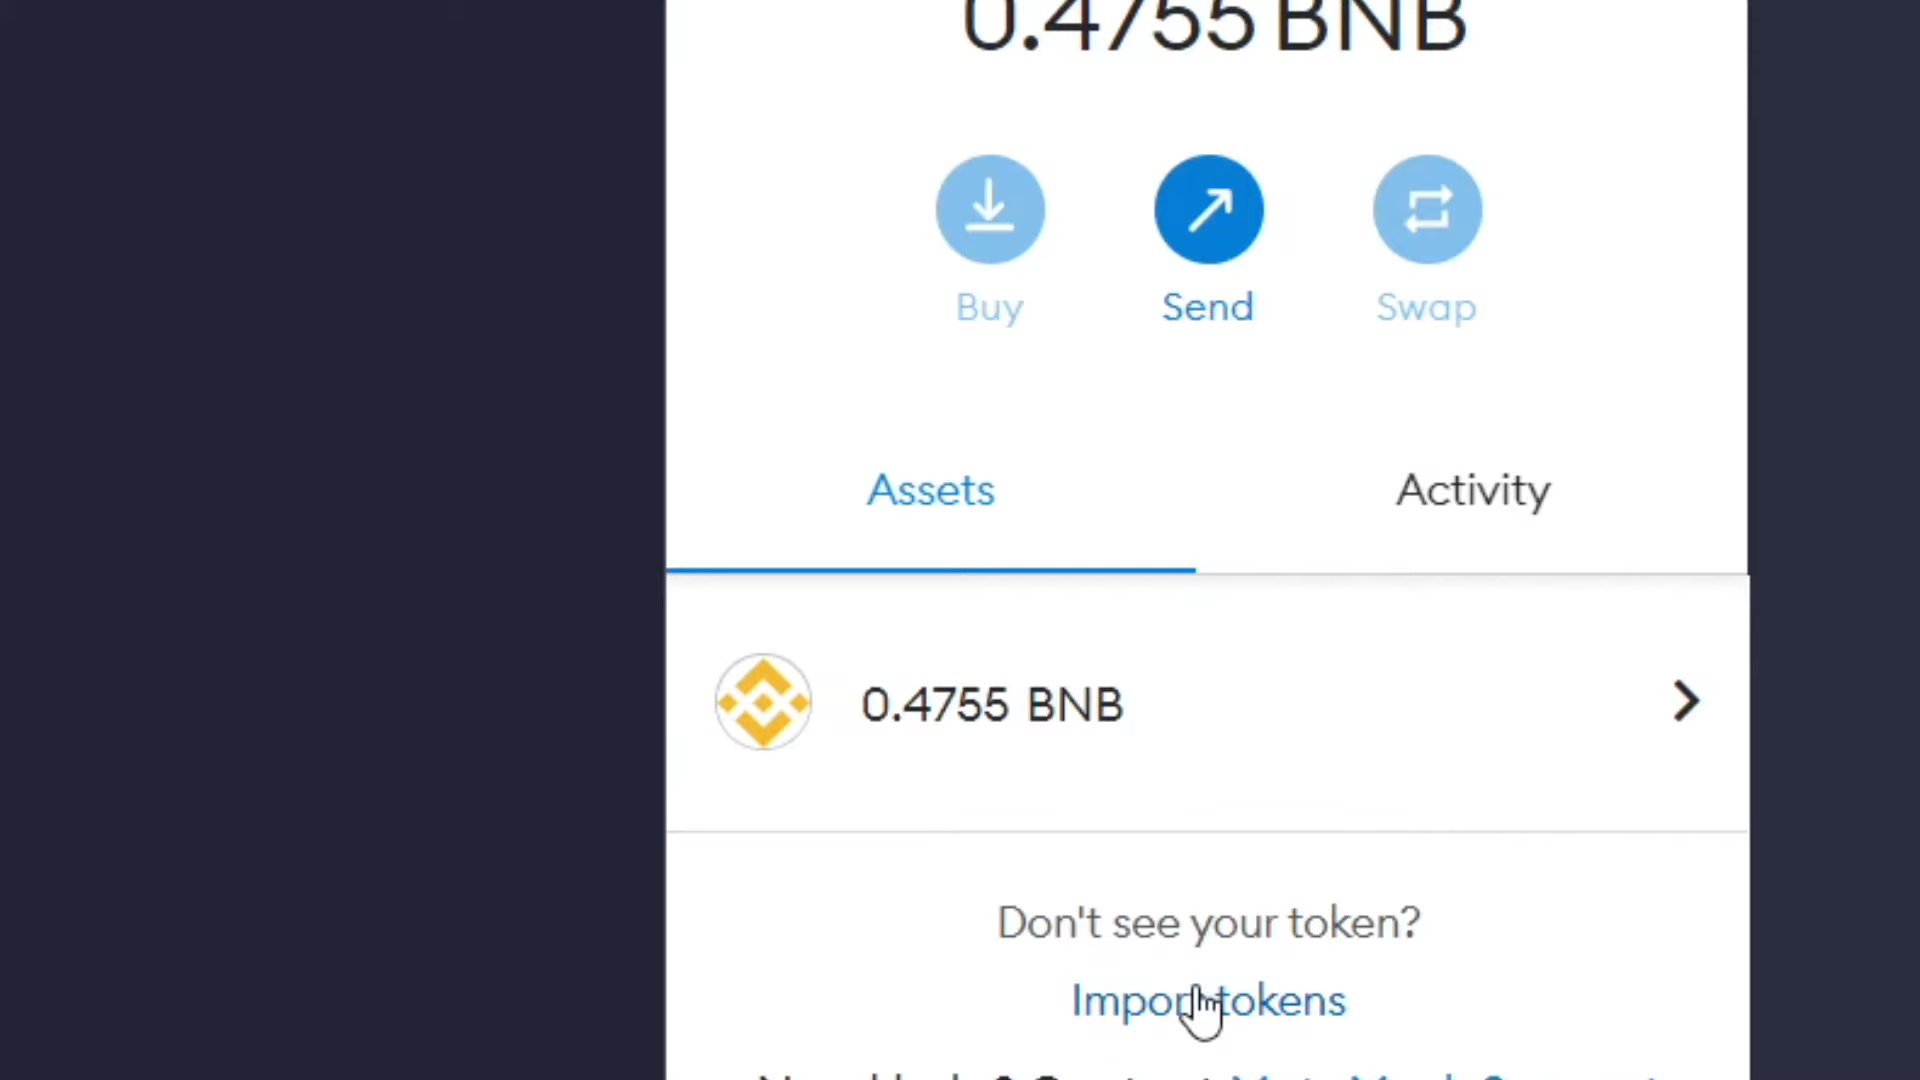 0.4755 BNB
Buy
Send
Swap
Assets
Activity
0.4755 BNB
Don't see your token?
Import tokens